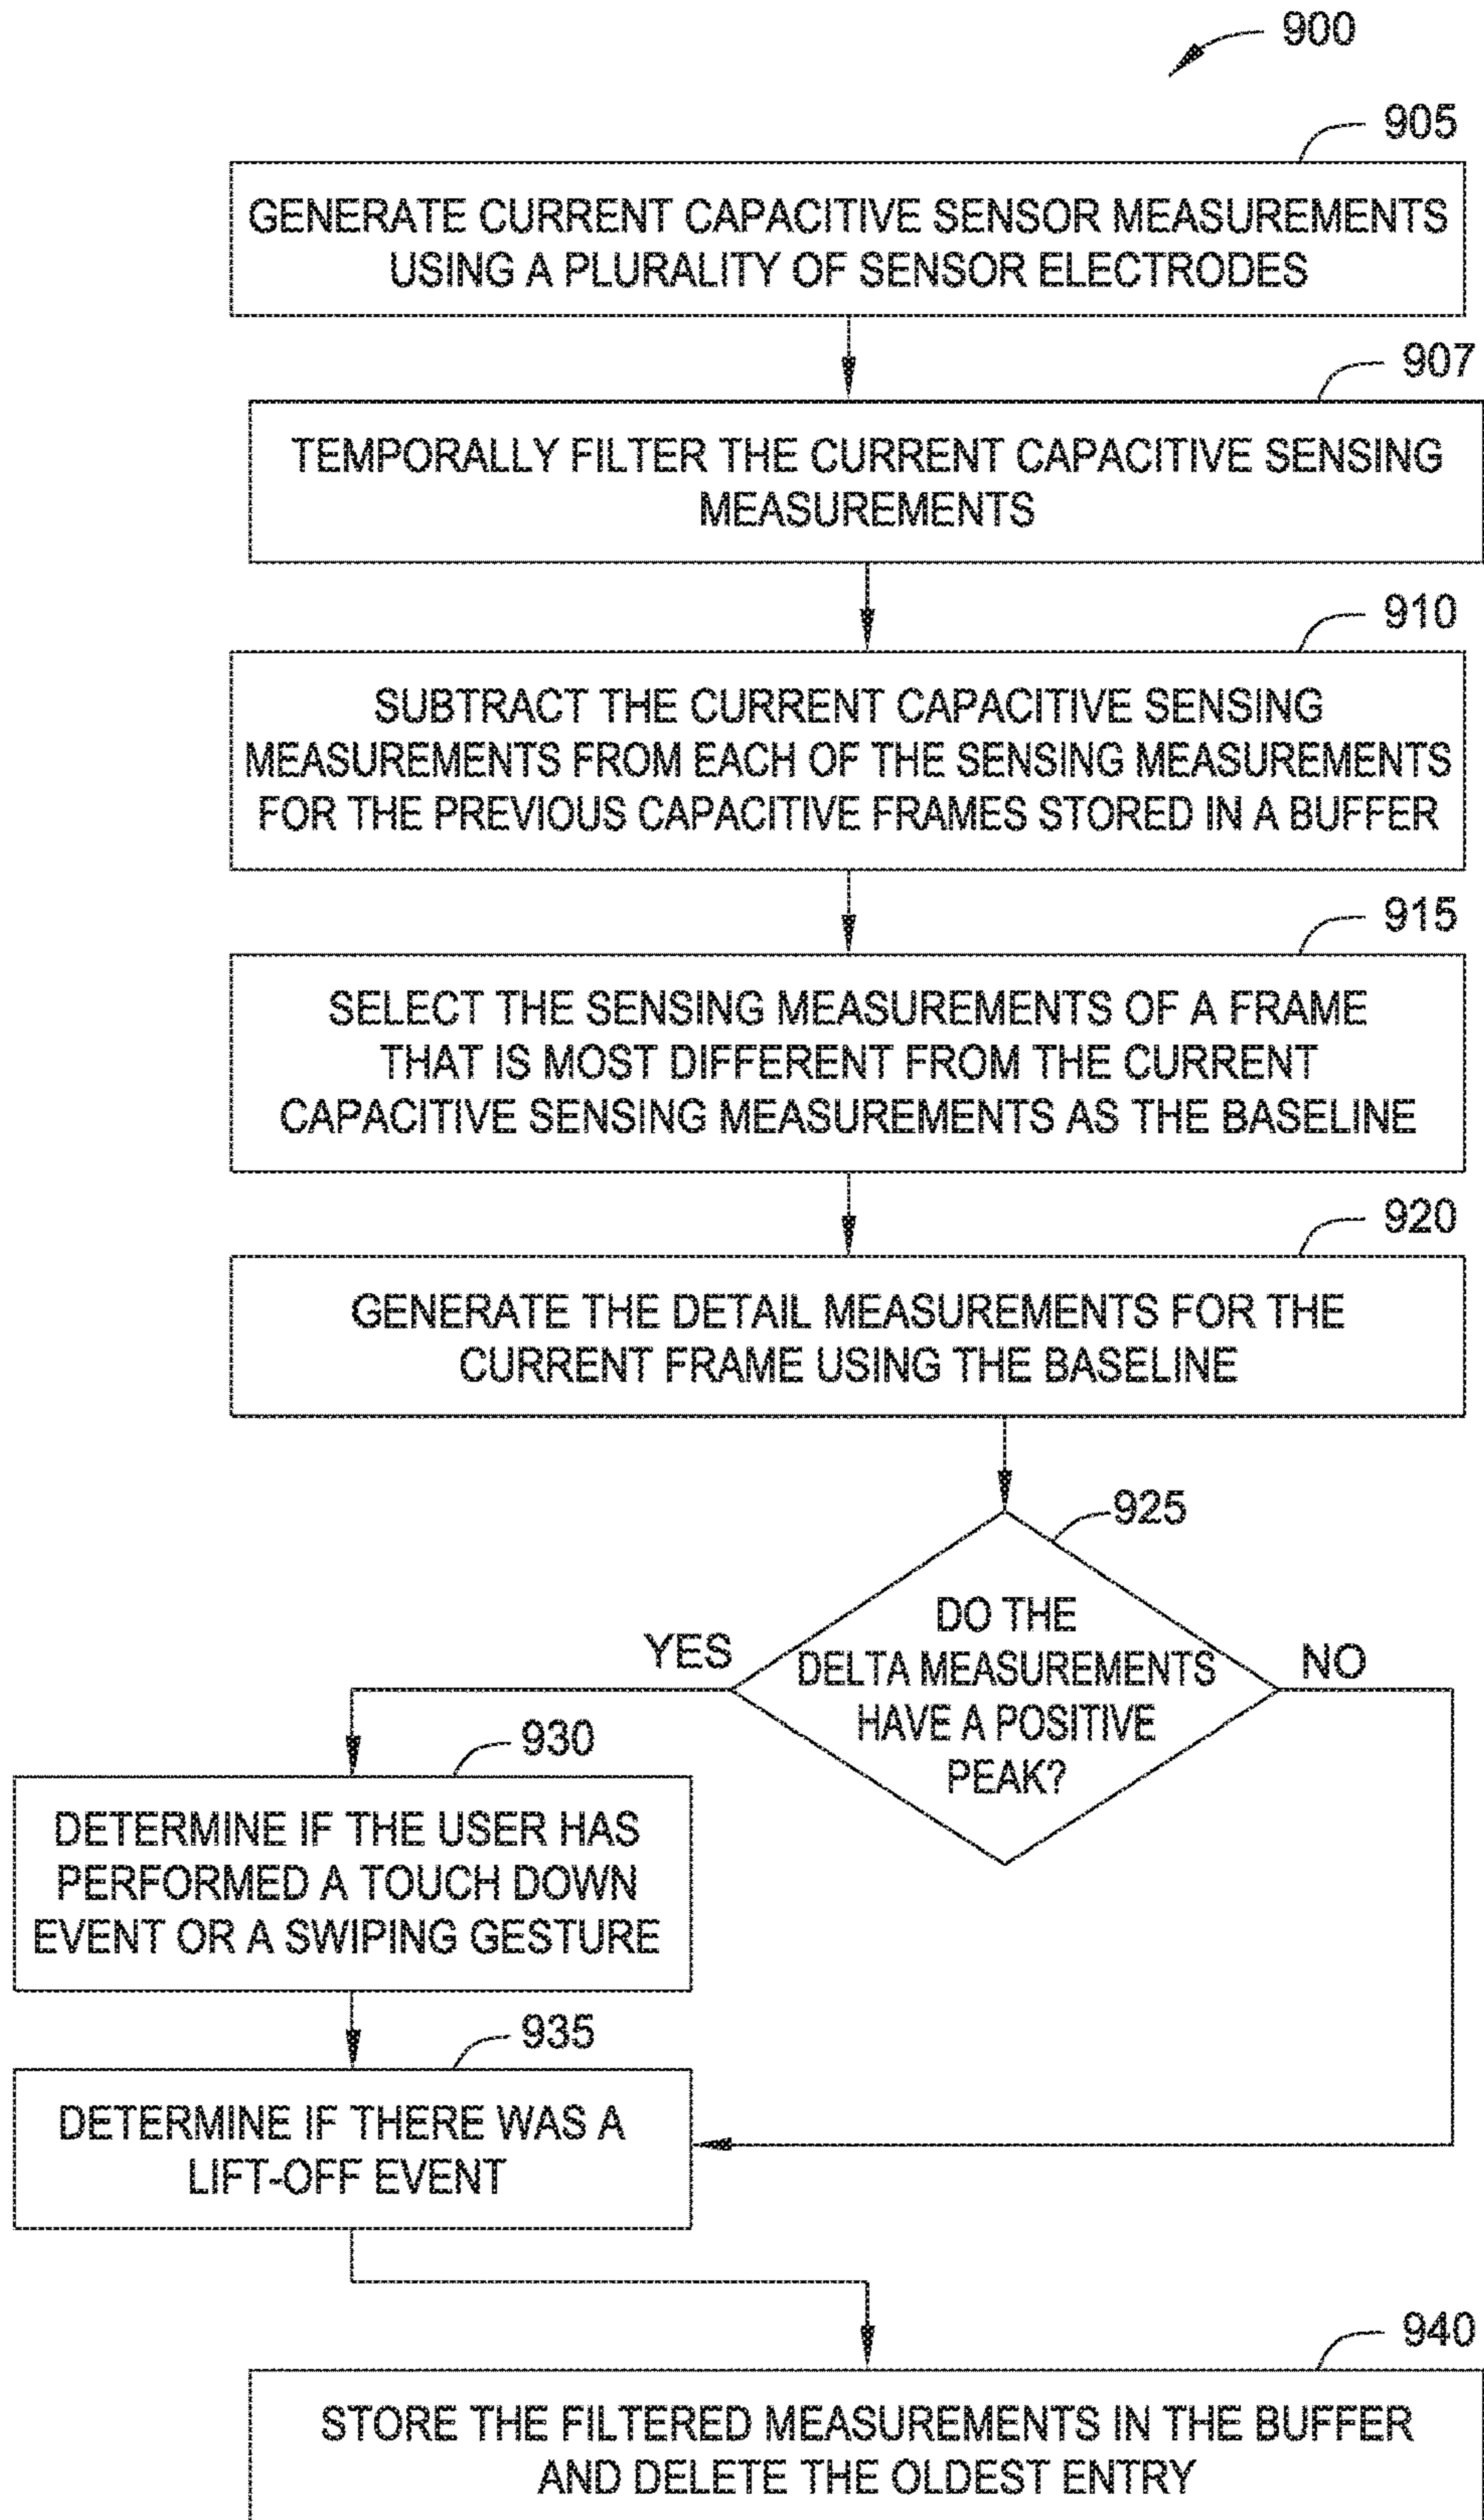 900
905
GENERATE CURRENT CAPACITIVE SENSOR MEASUREMENTS
USING A PLURALITY OF SENSOR ELECTRODES
907
TEMPORALLY FILTER THE CURRENT CAPACITIVE SENSING
MEASUREMENTS
910
SUBTRACT THE CURRENT CAPACITIVE SENSING
MEASUREMENTS FROM EACH OF THE SENSING MEASUREMENTS
FOR THE PREVIOUS CAPACITIVE FRAMES STORED IN A BUFFER
915
SELECT THE SENSING MEASUREMENTS OF A FRAME
THAT IS MOST DIFFERENT FROM THE CURRENT
CAPACITIVE SENSING MEASUREMENTS AS THE BASELINE
920
GENERATE THE DETAIL MEASUREMENTS FOR THE
CURRENT FRAME USING THE BASELINE
925
DO THE
DELTA MEASUREMENTS
HAVE A POSITIVE
PEAK?
YES
NO
930
DETERMINE IF THE USER HAS
PERFORMED A TOUCH DOWN
EVENT OR A SWIPING GESTURE
935
DETERMINE IF THERE WAS A
LIFT-OFF EVENT
940
STORE THE FILTERED MEASUREMENTS IN THE BUFFER
AND DELETE THE OLDEST ENTRY